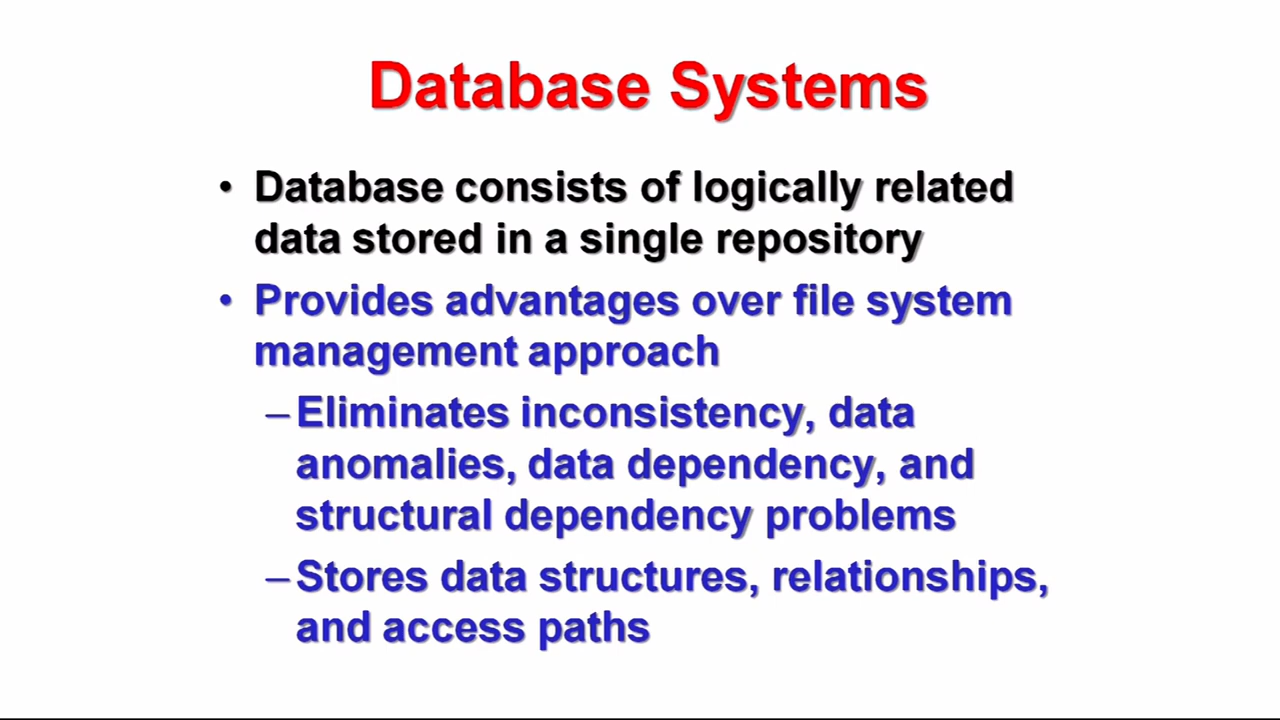 Database Systems
• Database consists of logically related
data stored in a single repository
• Provides advantages over file system
management approach
– Eliminates inconsistency, data
anomalies, data dependency, and
structural dependency problems
– Stores data structures, relationships,
and access paths